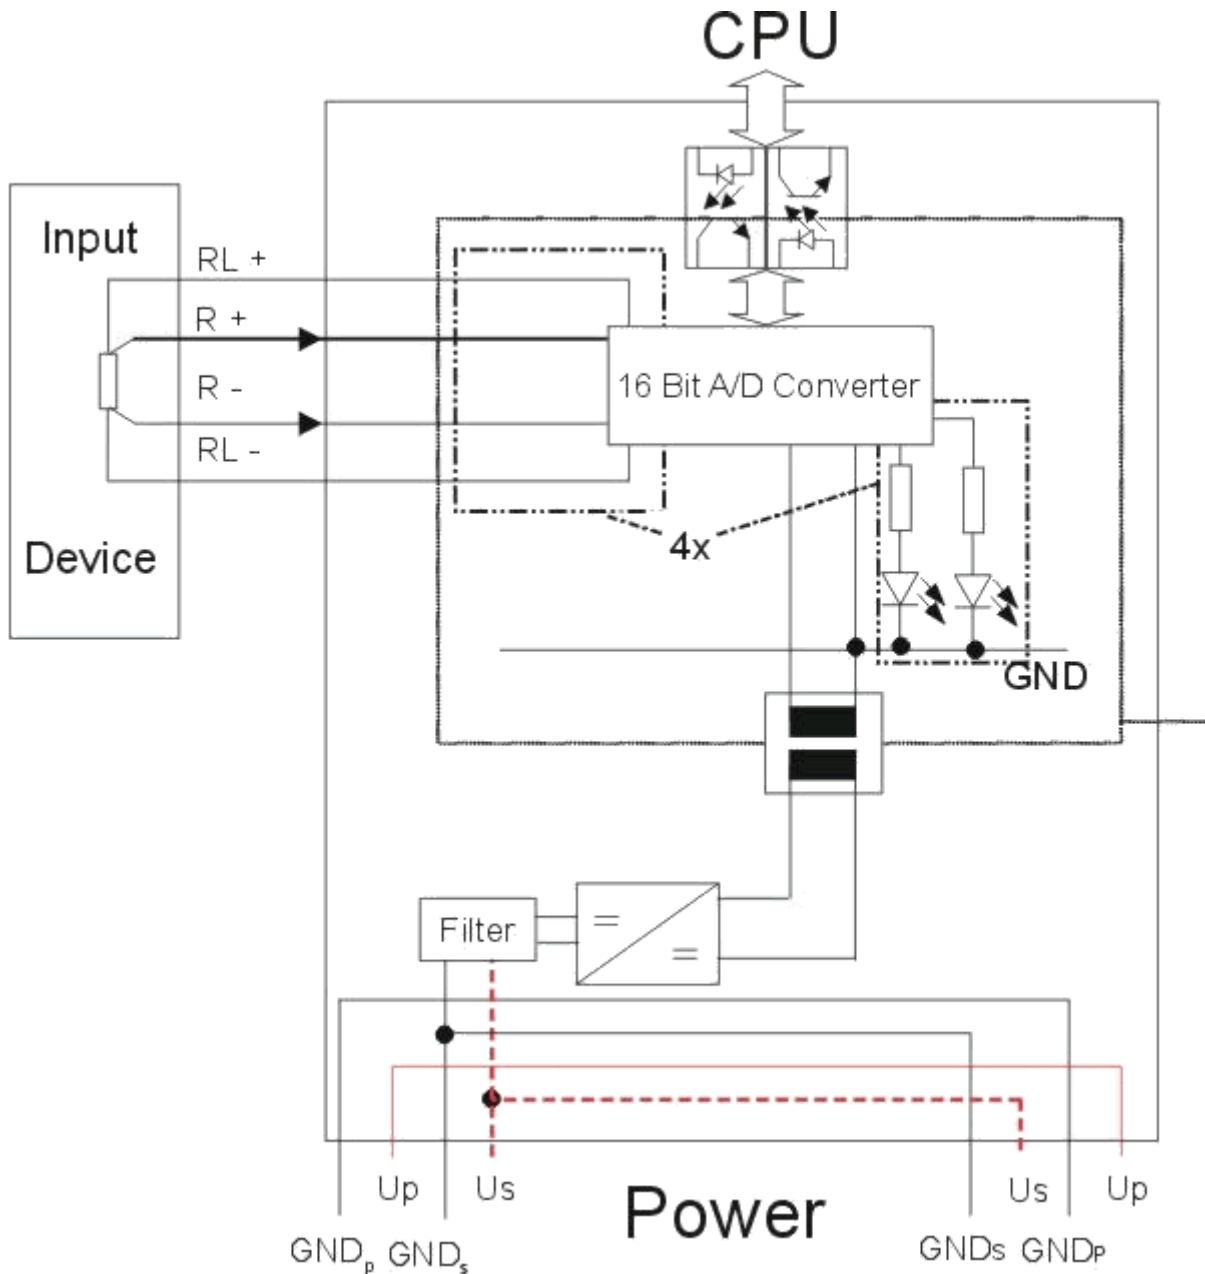 CPU
Input
Device
RL +
R +
R -
RL -
16 Bit A/D Converter
4x
GND
Filter
Up
Us
Power
Us
Up
GNDp
GNDs
GNDs
GNDP